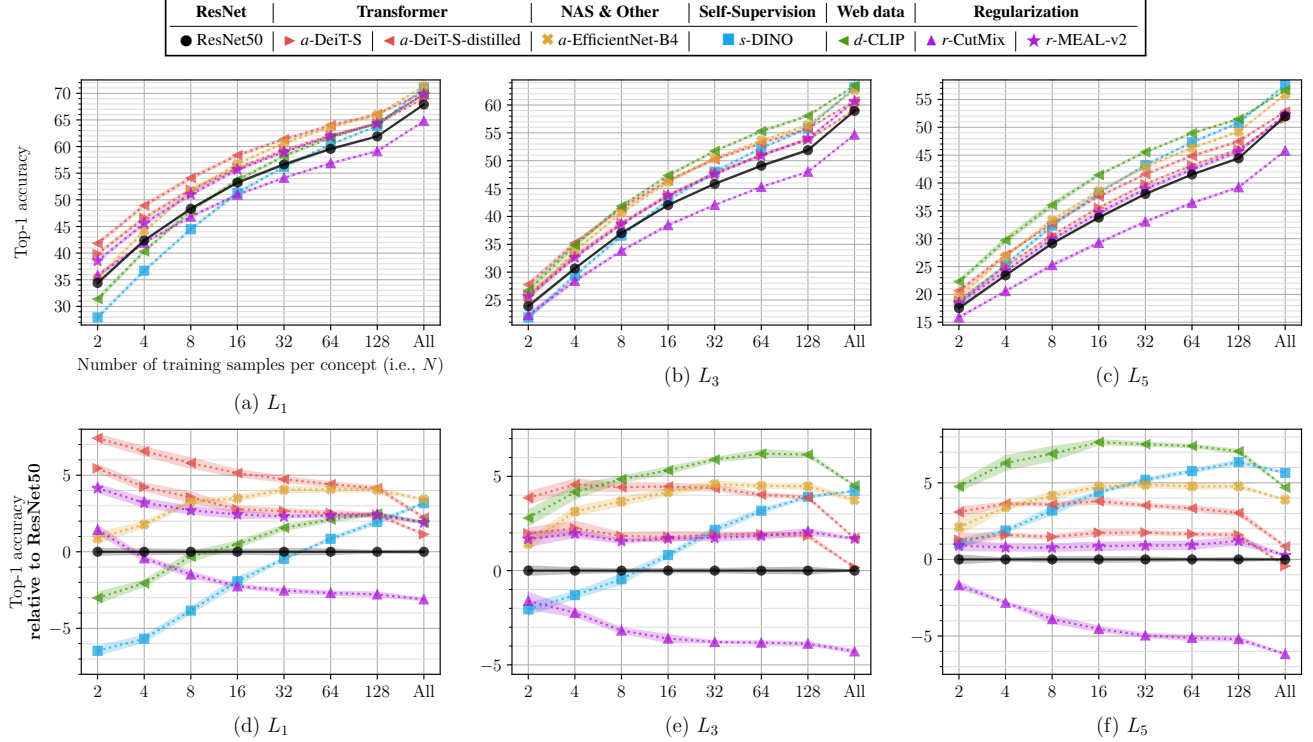 ResNet Transformer NAS & Other Self-Supervision Web data Regularization
ResNet50 a-DeiT-S a-DeiT-S-distilled a-EfficientNet-B4 s-DINO d-CLIP r-CutMix r-MEAL-v2
Top-1 accuracy
70
65
60
55
50
45
40
35
30
2 4 8 16 32 64 128 All
Number of training samples per concept (i.e., N)
(a) L1
60
55
50
45
40
35
30
25
2 4 8 16 32 64 128 All
(b) L3
55
50
45
40
35
30
25
20
15
2 4 8 16 32 64 128 All
(c) L5
Top-1 accuracy
relative to ResNet50
5
0
−5
2 4 8 16 32 64 128 All
(d) L1
5
0
−5
2 4 8 16 32 64 128 All
(e) L3
5
0
−5
2 4 8 16 32 64 128 All
(f) L5